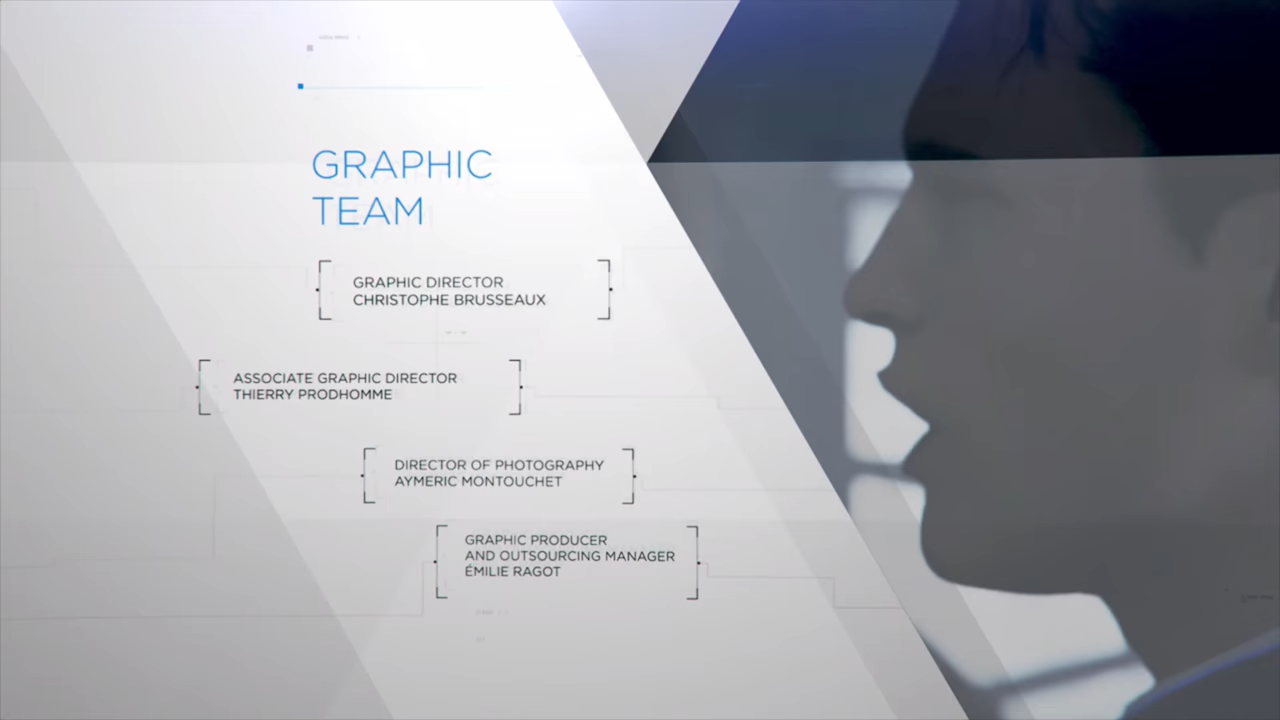 GRAPHIC
TEAM
GRAPHIC DIRECTOR
CHRISTOPHE BRUSSEAUX
ASSOCIATE GRAPHIC DIRECTOR
THIERRY PRODHOMME
DIRECTOR OF PHOTOGRAPHY
AYMERIC MONTOUCHET
GRAPHIC PRODUCER
AND OUTSOURCING MANAGER
ÉMILIE RAGOT